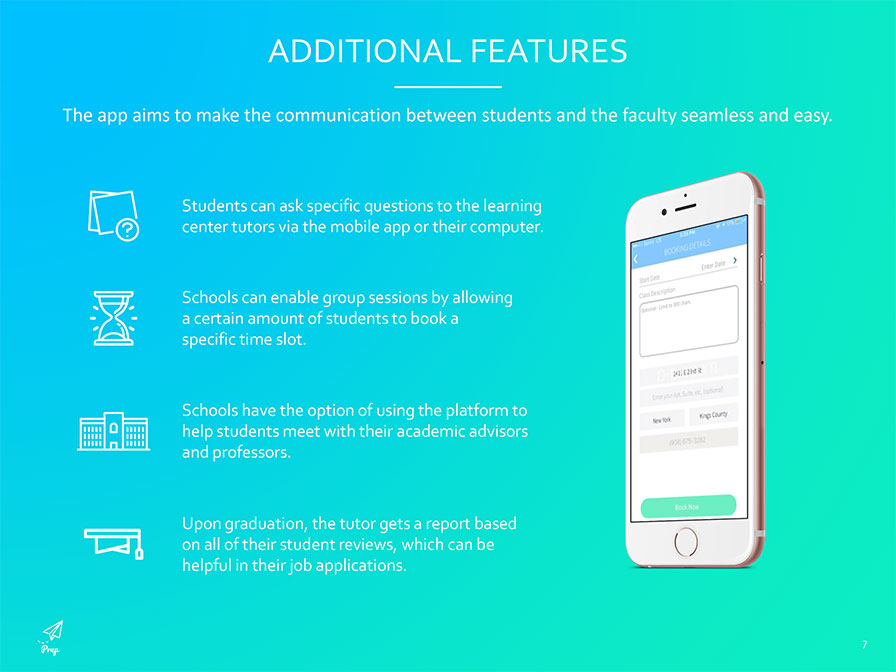 ADDITIONAL FEATURES
The app aims to make the communication between students and the faculty seamless and easy.
Students can ask specific questions to the learning
center tutors via the mobile app or their computer.
Schools can enable group sessions by allowing
a certain amount of students to book a
specific time slot.
Schools have the option of using the platform to
help students meet with their academic advisors
and professors.
Upon graduation, the tutor gets a report based
on all of their student reviews, which can be
helpful in their job applications.
BOOKING DETAILS
Start Date
Enter Date
Class Description
Optional - Limit to 300 chars
1411 E 23rd st
Enter your Apt, Suite, etc. (optional)
New York
Kings County
(908) 675-3282
Book Now
Prep
7